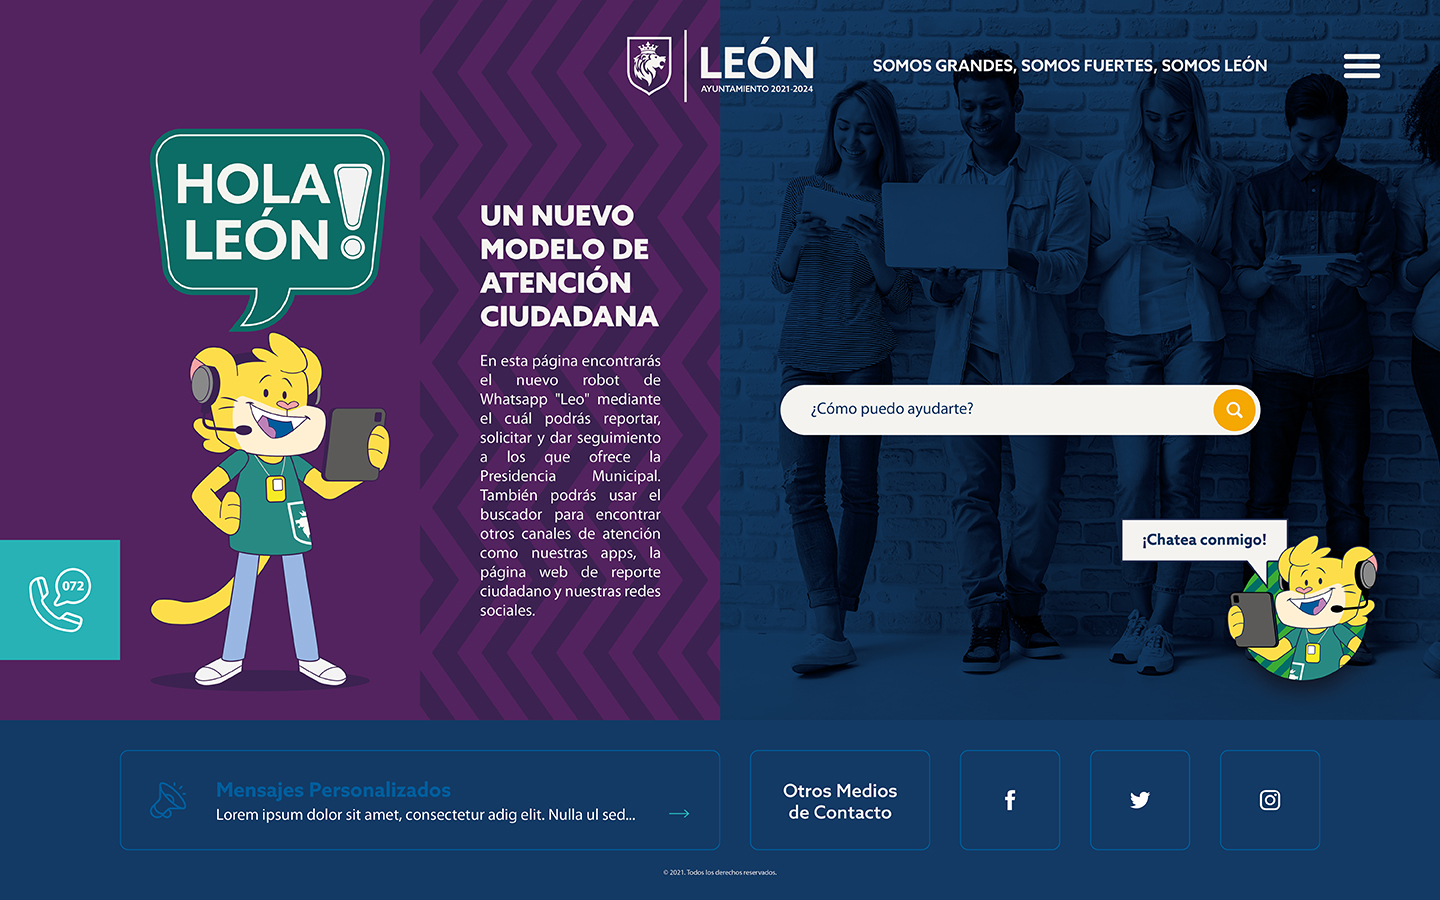 LEÓN
AYUNTAMIENTO 2021-2024
SOMOS GRANDES, SOMOS FUERTES, SOMOS LEÓN
HOLA
LEÓN!
UN NUEVO
MODELO DE
ATENCIÓN
CIUDADANA
En esta página encontrarás
el nuevo robot de
Whatsapp "Leo" mediante
el cuál podrás reportar,
solicitar y dar seguimiento
a los que ofrece la
Presidencia Municipal.
También podrás usar el
buscador para encontrar
otros canales de atención
como nuestras apps, la
página web de reporte
ciudadano y nuestras redes
sociales.
¿Cómo puedo ayudarte?
¡Chatea conmigo!
072
Mensajes Personalizados
Lorem ipsum dolor sit amet, consectetur adig elit. Nulla ul sed...
Otros Medios
de Contacto
© 2021. Todos los derechos reservados.